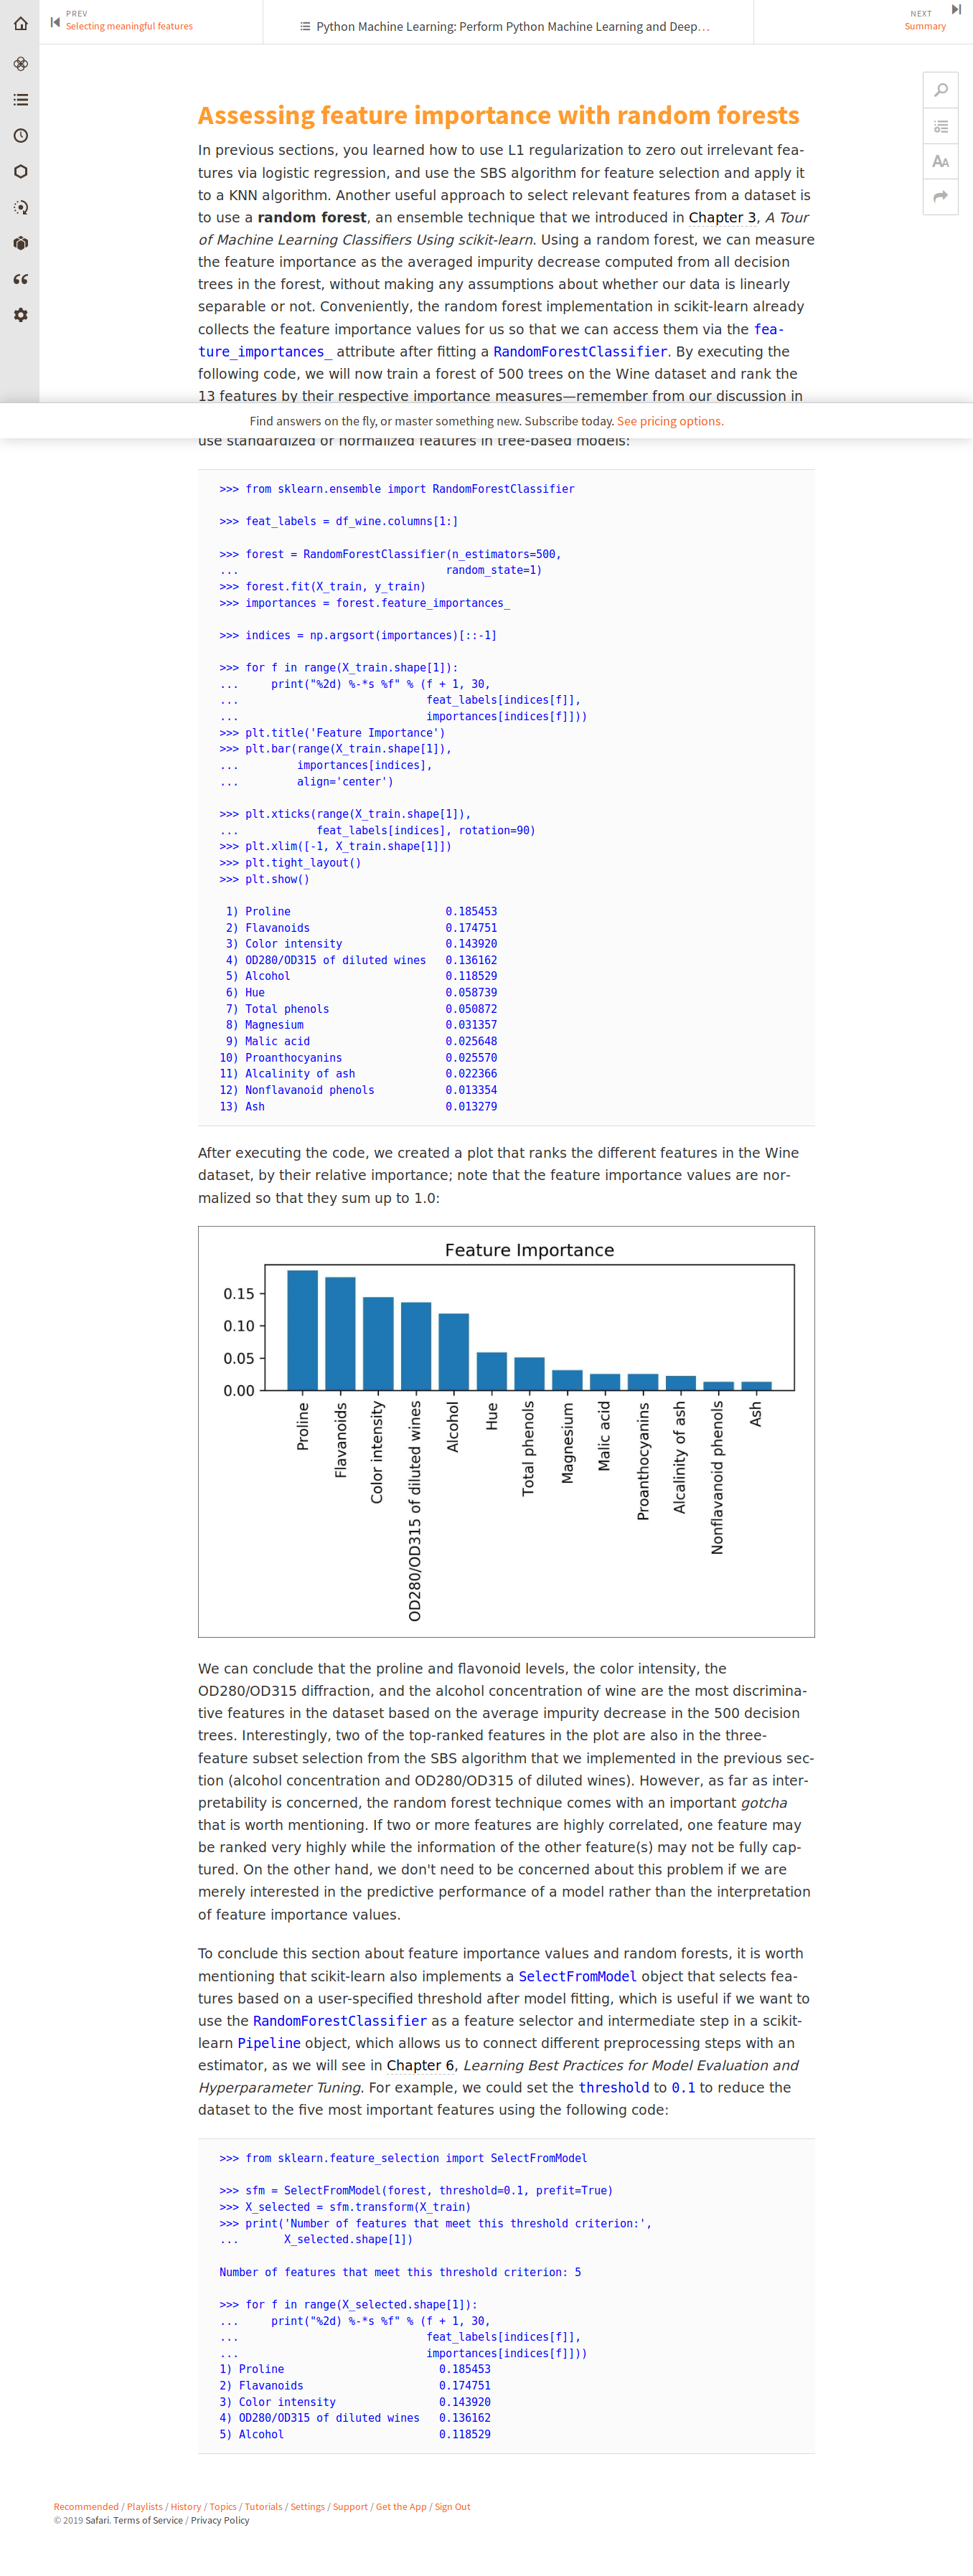 PREV
Selecting meaningful features
Python Machine Learning: Perform Python Machine Learning and Deep…
NEXT
Summary
Assessing feature importance with random forests
In previous sections, you learned how to use L1 regularization to zero out irrelevant fea-
tures via logistic regression, and use the SBS algorithm for feature selection and apply it
to a KNN algorithm. Another useful approach to select relevant features from a dataset is
to use a random forest, an ensemble technique that we introduced in Chapter 3, A Tour
of Machine Learning Classifiers Using scikit-learn. Using a random forest, we can measure
the feature importance as the averaged impurity decrease computed from all decision
trees in the forest, without making any assumptions about whether our data is linearly
separable or not. Conveniently, the random forest implementation in scikit-learn already
collects the feature importance values for us so that we can access them via the fea-
ture_importances_ attribute after fitting a RandomForestClassifier. By executing the
following code, we will now train a forest of 500 trees on the Wine dataset and rank the
13 features by their respective importance measures—remember from our discussion in
Find answers on the fly, or master something new. Subscribe today. See pricing options.
use standardized or normalized features in tree-based models:
>>> from sklearn.ensemble import RandomForestClassifier
>>> feat_labels = df_wine.columns[1:]
>>> forest = RandomForestClassifier(n_estimators=500,
...                                random_state=1)
>>> forest.fit(X_train, y_train)
>>> importances = forest.feature_importances_
>>> indices = np.argsort(importances)[::-1]
>>> for f in range(X_train.shape[1]):
...     print("%2d) %-*s %f" % (f + 1, 30,
...                             feat_labels[indices[f]],
...                             importances[indices[f]]))
>>> plt.title('Feature Importance')
>>> plt.bar(range(X_train.shape[1]),
...         importances[indices],
...         align='center')
>>> plt.xticks(range(X_train.shape[1]),
...            feat_labels[indices], rotation=90)
>>> plt.xlim([-1, X_train.shape[1]])
>>> plt.tight_layout()
>>> plt.show()
1) Proline                        0.185453
2) Flavanoids                     0.174751
3) Color intensity                0.143920
4) OD280/OD315 of diluted wines   0.136162
5) Alcohol                        0.118529
6) Hue                            0.058739
7) Total phenols                  0.050872
8) Magnesium                      0.031357
9) Malic acid                     0.025648
10) Proanthocyanins                0.025570
11) Alcalinity of ash              0.022366
12) Nonflavanoid phenols           0.013354
13) Ash                            0.013279
After executing the code, we created a plot that ranks the different features in the Wine
dataset, by their relative importance; note that the feature importance values are nor-
malized so that they sum up to 1.0:
Feature Importance
0.15
0.10
0.05
0.00
Proline
Flavanoids
Color intensity
OD280/OD315 of diluted wines
Alcohol
Hue
Total phenols
Magnesium
Malic acid
Proanthocyanins
Alcalinity of ash
Nonflavanoid phenols
Ash
We can conclude that the proline and flavonoid levels, the color intensity, the
OD280/OD315 diffraction, and the alcohol concentration of wine are the most discrimina-
tive features in the dataset based on the average impurity decrease in the 500 decision
trees. Interestingly, two of the top-ranked features in the plot are also in the three-
feature subset selection from the SBS algorithm that we implemented in the previous sec-
tion (alcohol concentration and OD280/OD315 of diluted wines). However, as far as inter-
pretability is concerned, the random forest technique comes with an important gotcha
that is worth mentioning. If two or more features are highly correlated, one feature may
be ranked very highly while the information of the other feature(s) may not be fully cap-
tured. On the other hand, we don't need to be concerned about this problem if we are
merely interested in the predictive performance of a model rather than the interpretation
of feature importance values.
To conclude this section about feature importance values and random forests, it is worth
mentioning that scikit-learn also implements a SelectFromModel object that selects fea-
tures based on a user-specified threshold after model fitting, which is useful if we want to
use the RandomForestClassifier as a feature selector and intermediate step in a scikit-
learn Pipeline object, which allows us to connect different preprocessing steps with an
estimator, as we will see in Chapter 6, Learning Best Practices for Model Evaluation and
Hyperparameter Tuning. For example, we could set the threshold to 0.1 to reduce the
dataset to the five most important features using the following code:
>>> from sklearn.feature_selection import SelectFromModel
>>> sfm = SelectFromModel(forest, threshold=0.1, prefit=True)
>>> X_selected = sfm.transform(X_train)
>>> print('Number of features that meet this threshold criterion:',
...       X_selected.shape[1])
Number of features that meet this threshold criterion: 5
>>> for f in range(X_selected.shape[1]):
...     print("%2d) %-*s %f" % (f + 1, 30,
...                             feat_labels[indices[f]],
...                             importances[indices[f]]))
1) Proline                        0.185453
2) Flavanoids                     0.174751
3) Color intensity                0.143920
4) OD280/OD315 of diluted wines   0.136162
5) Alcohol                        0.118529
Recommended / Playlists / History / Topics / Tutorials / Settings / Support / Get the App / Sign Out
© 2019 Safari. Terms of Service / Privacy Policy